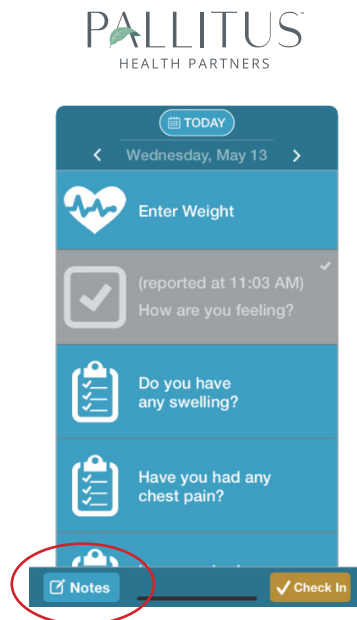 PALLITUS™
HEALTH PARTNERS
TODAY
Wednesday, May 13
Enter Weight
(reported at 11:03 AM)
How are you feeling?
Do you have
any swelling?
Have you had any
chest pain?
Notes
Check In